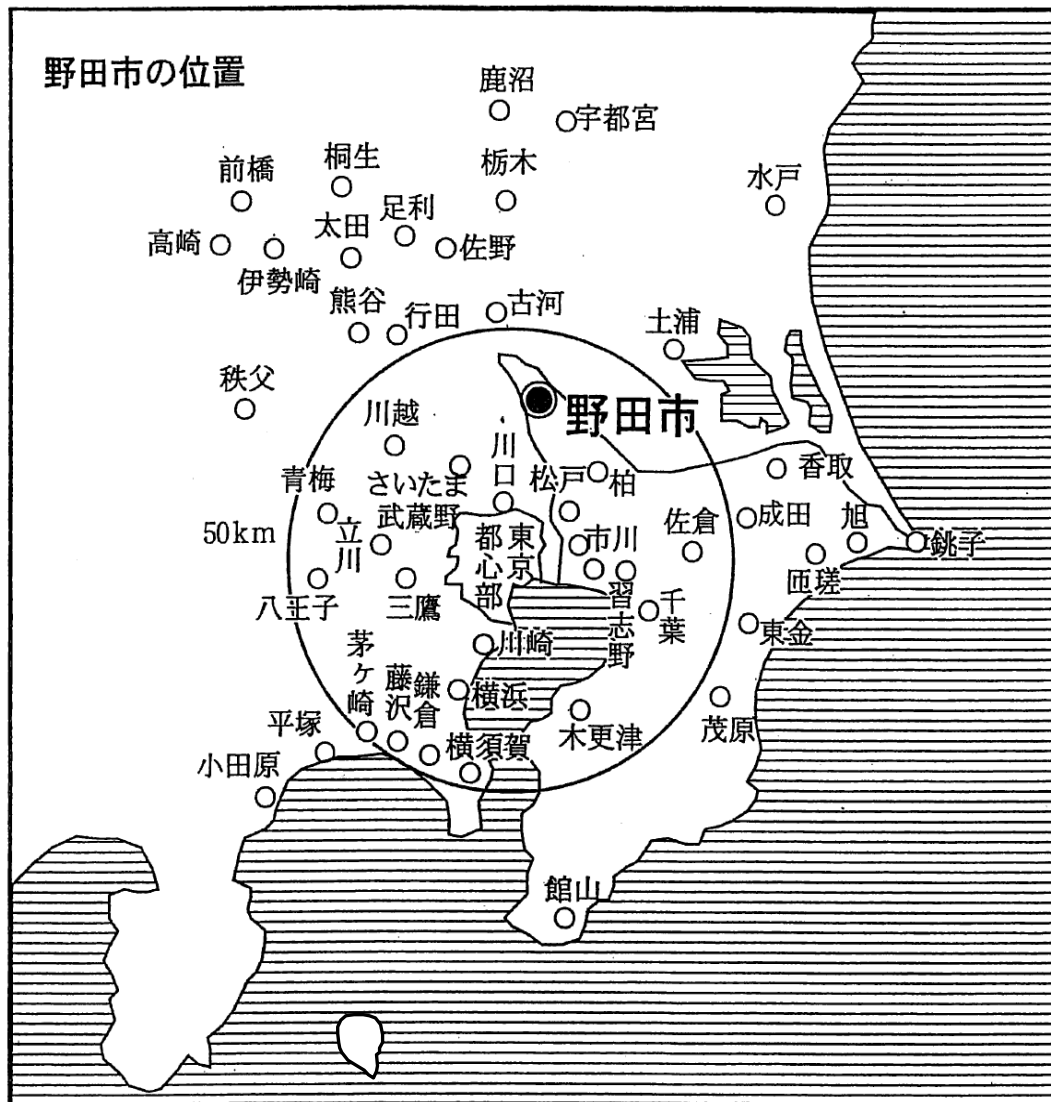 野田市の位置
鹿沼
宇都宮
前橋
桐生
栃木
水戸
高崎
伊勢崎
太田
足利
佐野
熊谷
行田
古河
土浦
秩父
野田市
川越
川口
青梅
さいたま
松戸
柏
香取
50km
立川
武蔵野
東京
都心部
市川
佐倉
成田
旭
銚子
八王子
三鷹
習志野
千葉
匝瑳
東金
茅ヶ崎
藤沢
鎌倉
川崎
横浜
木更津
茂原
平塚
横須賀
小田原
館山